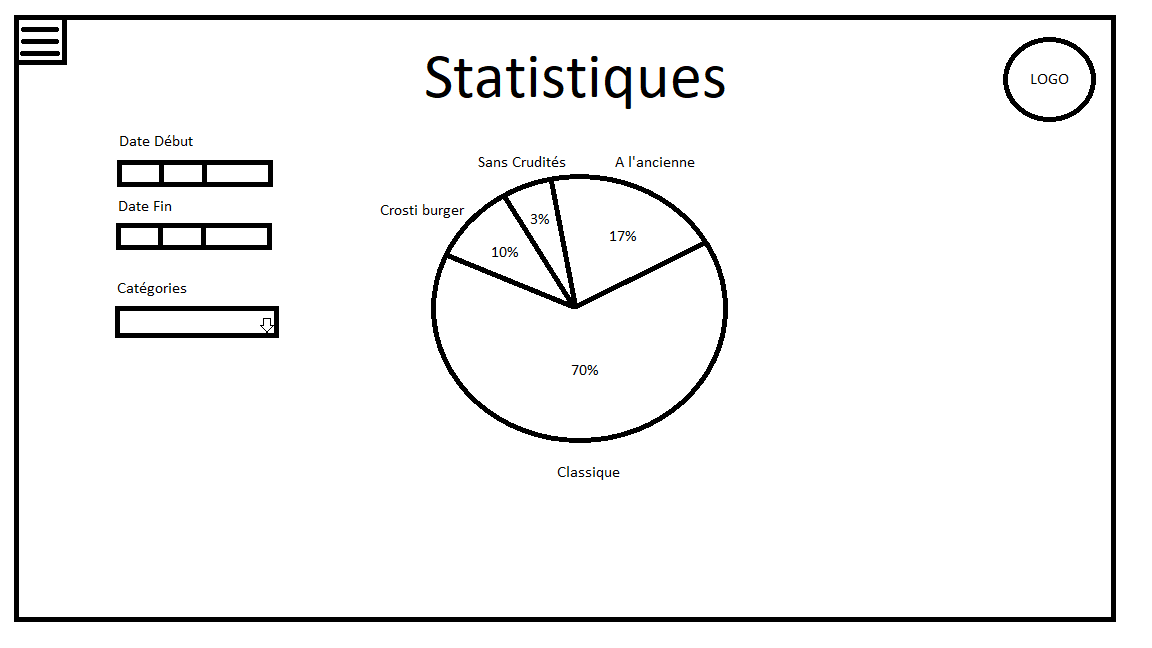 Statistiques
LOGO
Date Début
Date Fin
Catégories
Sans Crudités
A l'ancienne
Crosti burger
3%
17%
10%
70%
Classique